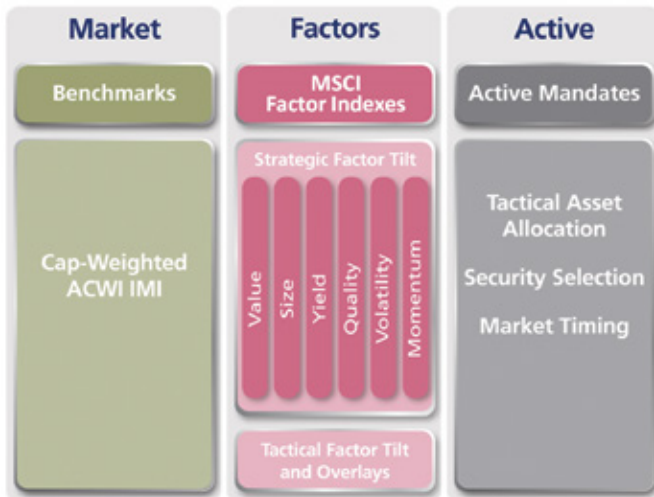 Market
Benchmarks
Cap-Weighted
ACWI IMI
Factors
MSCI
Factor Indexes
Strategic Factor Tilt
Value
Size
Yield
Quality
Volatility
Momentum
Tactical Factor Tilt
and Overlays
Active
Active Mandates
Tactical Asset
Allocation
Security Selection
Market Timing